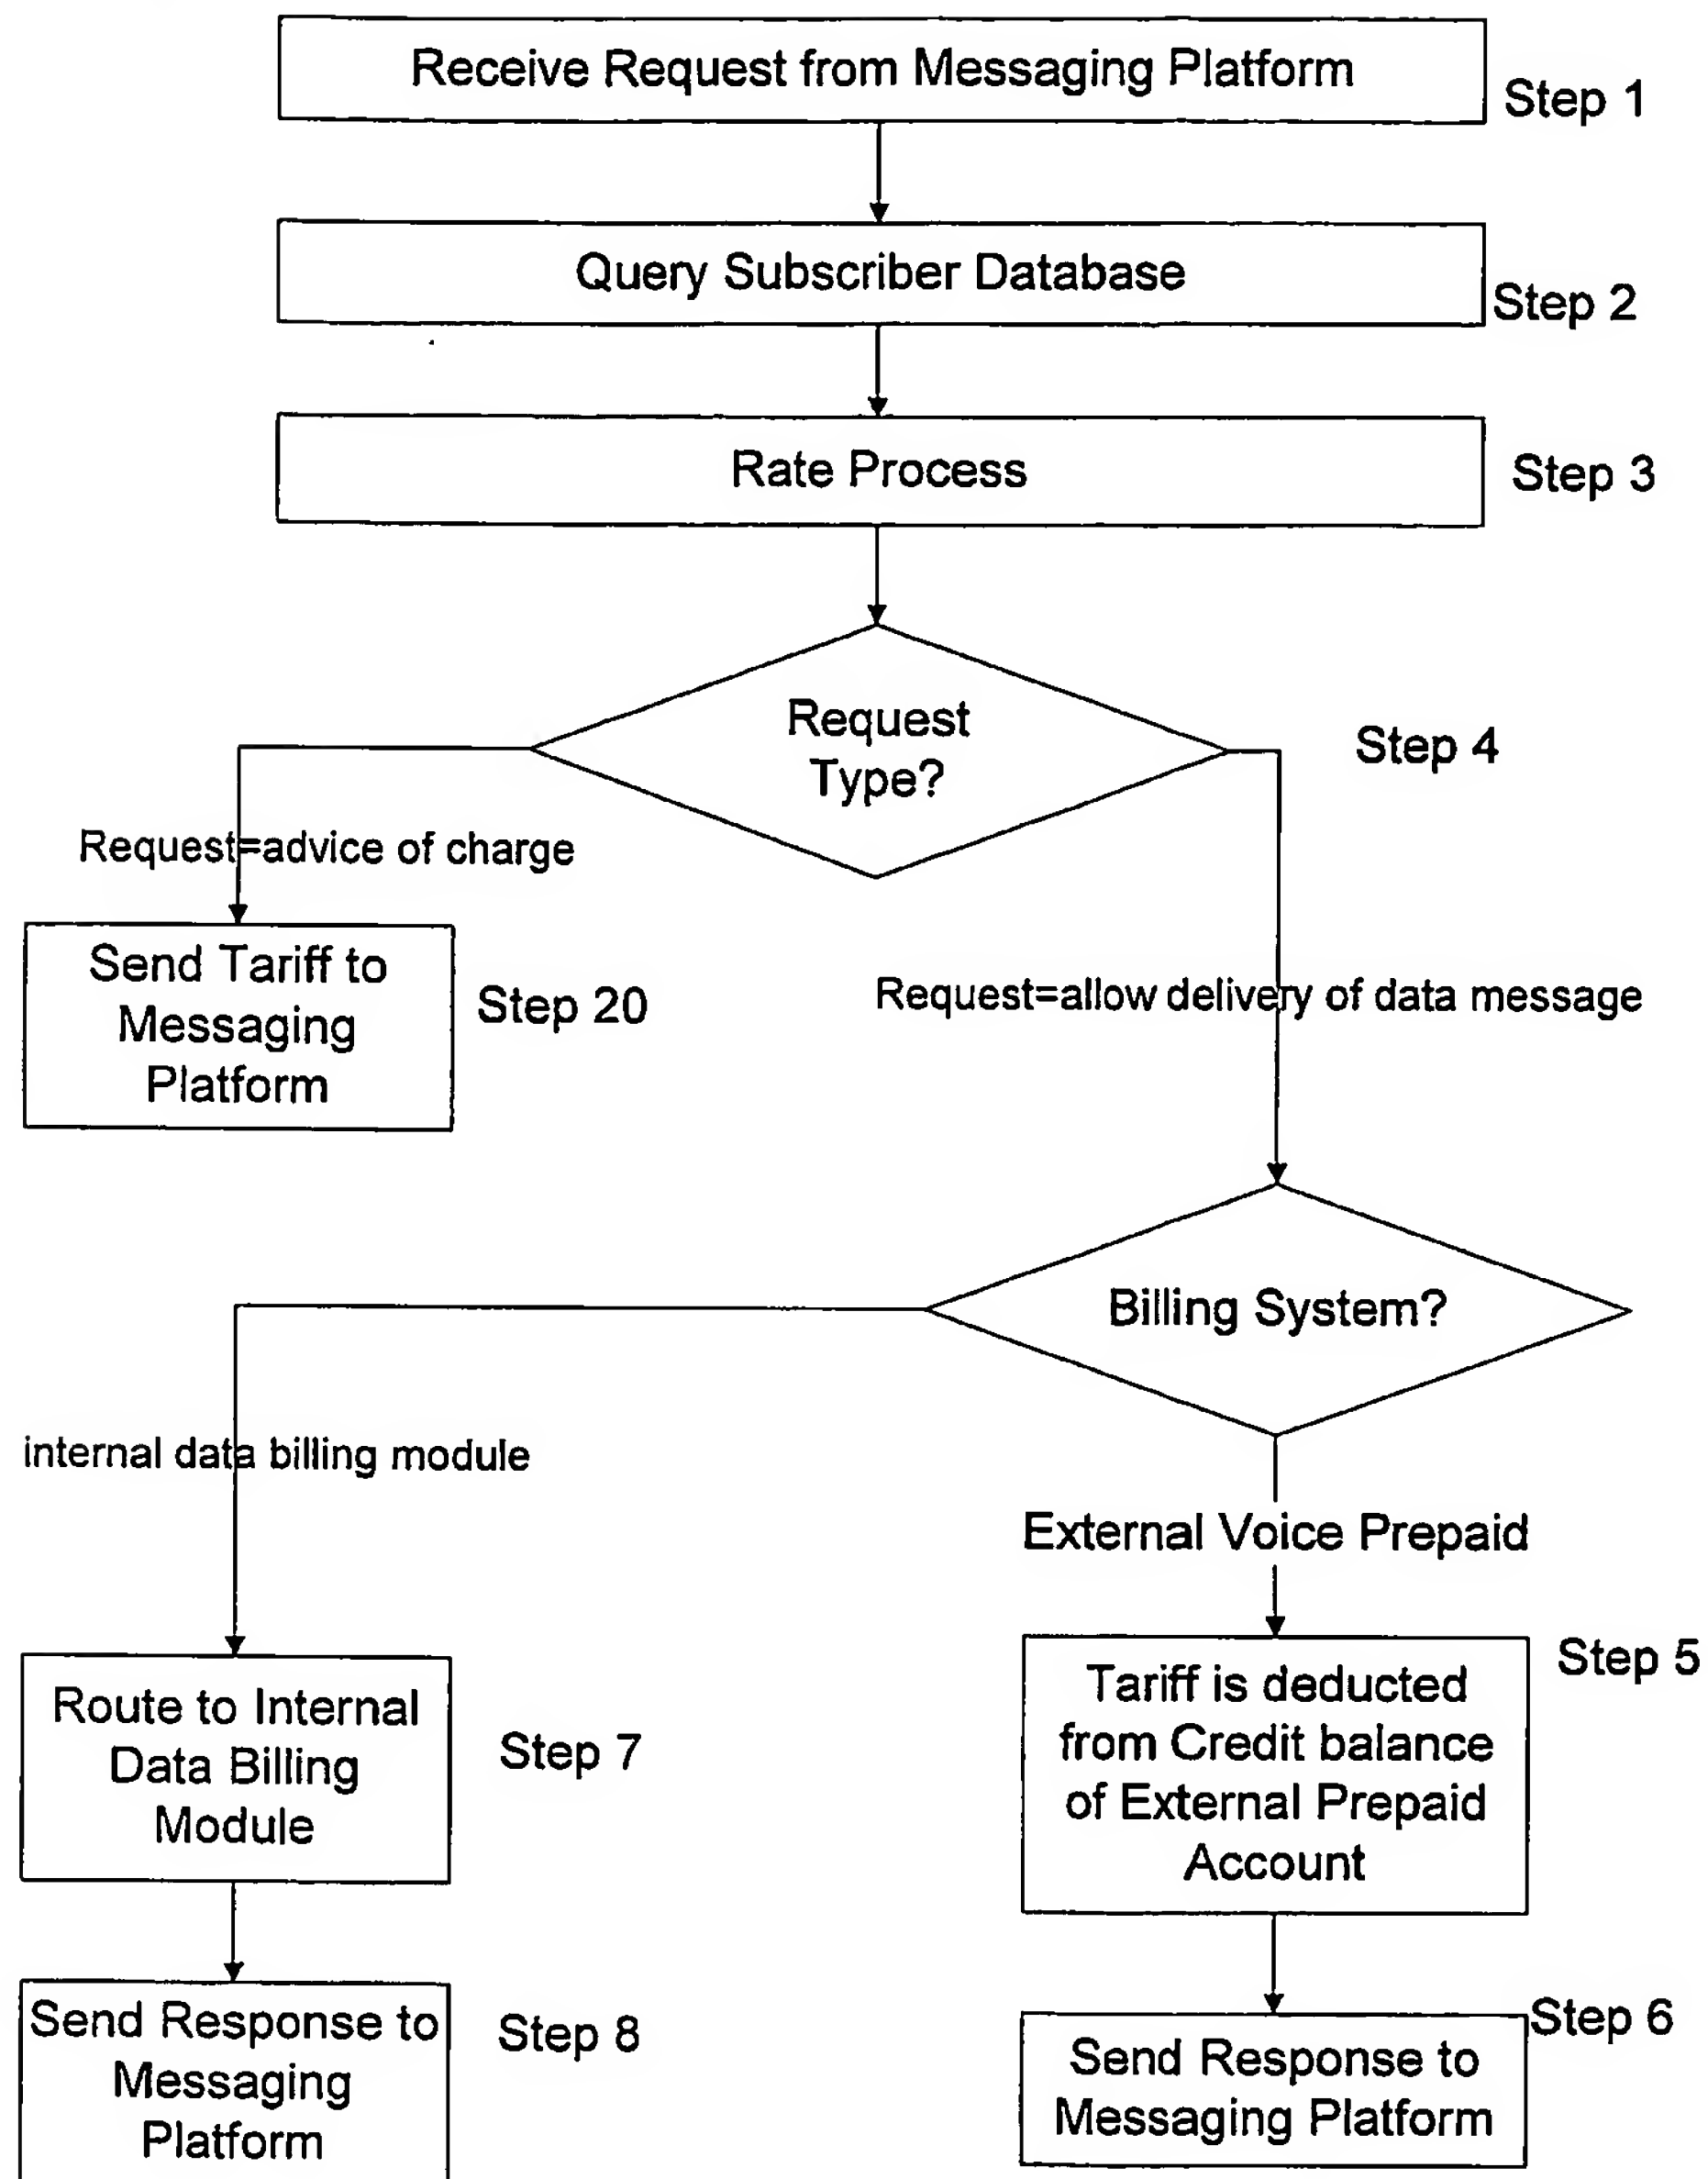 Receive Request from Messaging Platform
Step 1
Query Subscriber Database
Step 2
Rate Process
Step 3
Request
Type?
Step 4
Request=advice of charge
Send Tariff to
Messaging
Platform
Step 20
Request=allow delivery of data message
Billing System?
internal data billing module
External Voice Prepaid
Route to Internal
Data Billing
Module
Step 7
Tariff is deducted
from Credit balance
of External Prepaid
Account
Step 5
Send Response to
Messaging
Platform
Step 8
Send Response to
Messaging Platform
Step 6